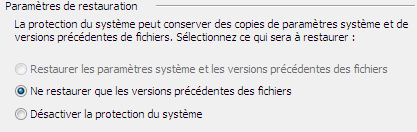 Paramètres de restauration
La protection du système peut conserver des copies de paramètres système et de
versions précédentes de fichiers. Sélectionnez ce qui sera à restaurer :
Restaurer les paramètres système et les versions précédentes des fichiers
Ne restaurer que les versions précédentes des fichiers
Désactiver la protection du système